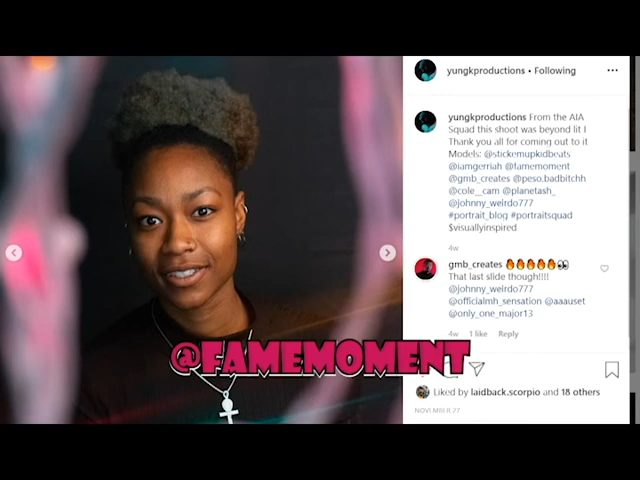 yungkproductions • Following
yungkproductions From the AIA
Squad this shoot was beyond lit I
Thank you all for coming out to it
Models: @stickemupkidbeats
@iamgerriah @famemoment
@gmb_creates @peso.badbitchh
@cole__cam @planetash_
@johnny_weirdo777
#portrait_blog #portraitsquad
$visuallyinspired
4w
gmb_creates 🔥🔥🔥🔥🔥👀
That last slide though!!!!
@johnny_weirdo777
@officialmh_sensation @aaauset
@only_one_major13
4w 1 like Reply
@FAMEMOMENT
Liked by laidback.scorpio and 18 others
NOVEMBER 27